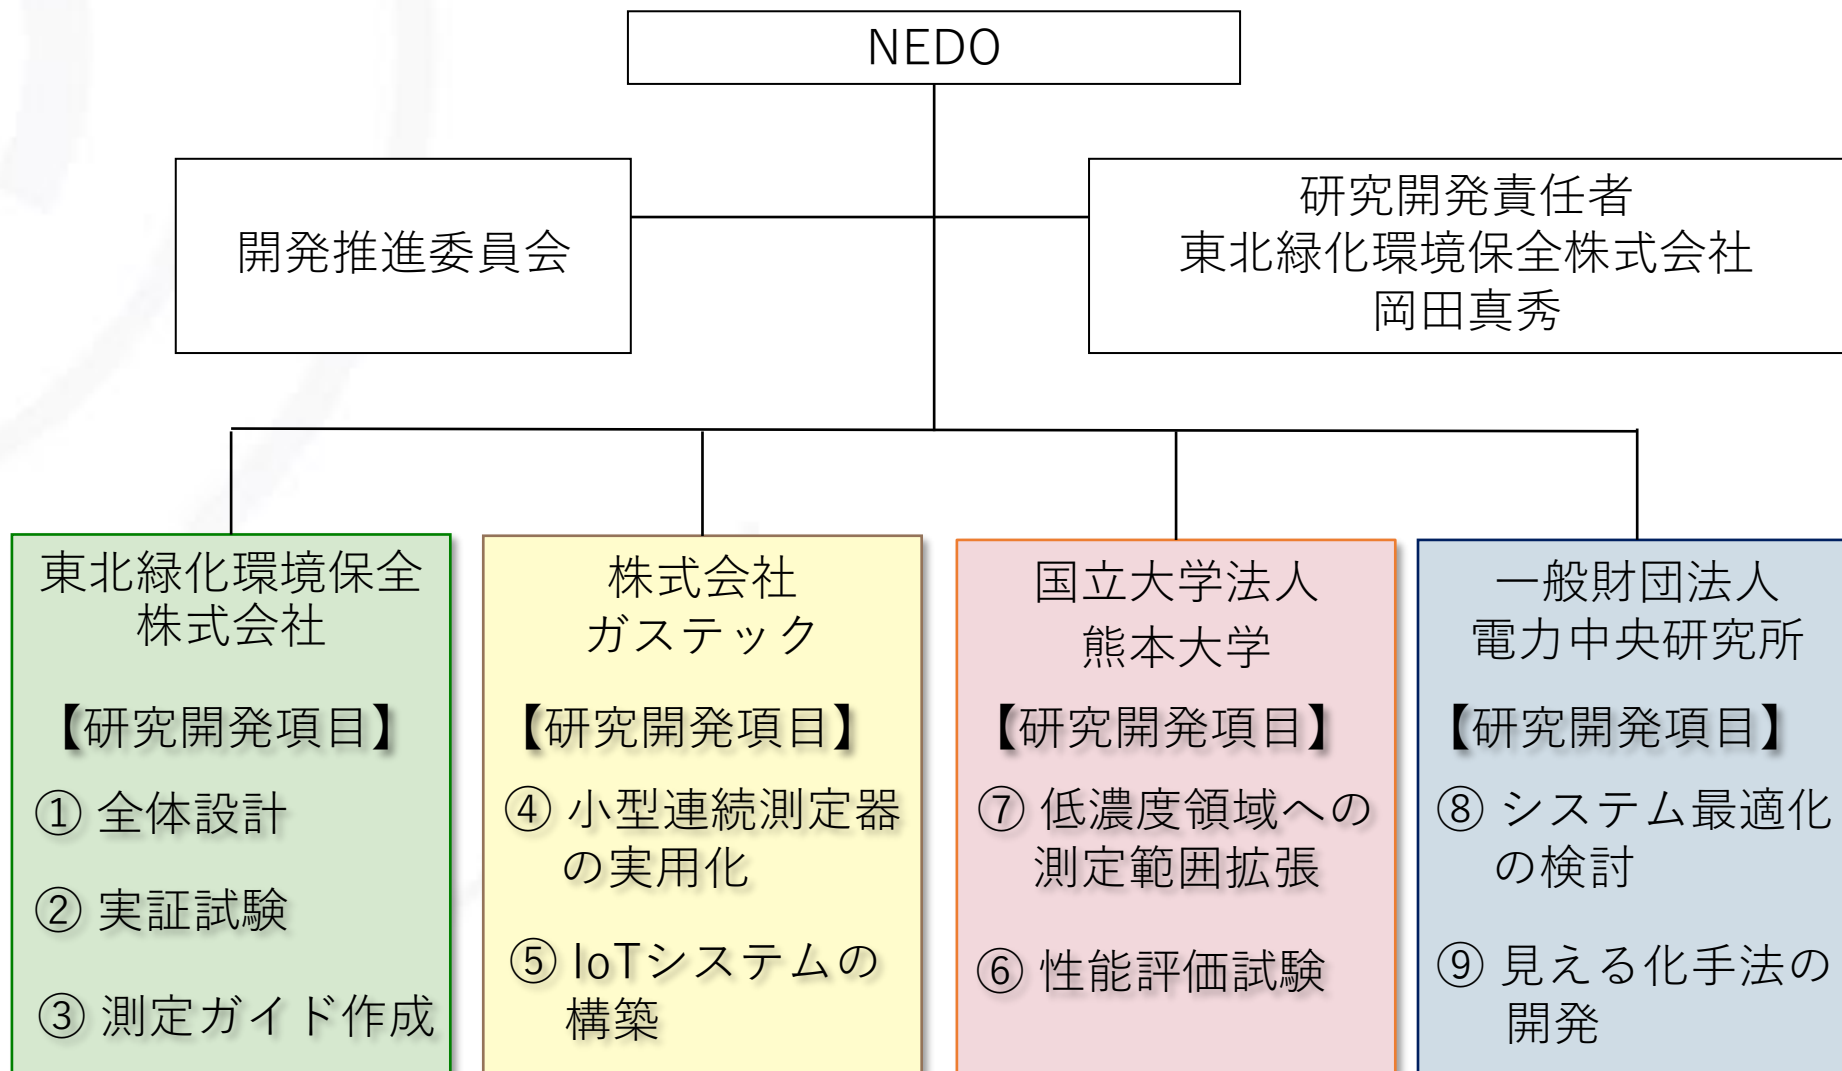 NEDO
開発推進委員会
研究開発責任者
東北緑化環境保全株式会社
岡田真秀
東北緑化環境保全
株式会社
【研究開発項目】
① 全体設計
② 実証試験
③ 測定ガイド作成
株式会社
ガステック
【研究開発項目】
④ 小型連続測定器
の実用化
⑤ IoTシステムの
構築
国立大学法人
熊本大学
【研究開発項目】
⑦ 低濃度領域への
測定範囲拡張
⑥ 性能評価試験
一般財団法人
電力中央研究所
【研究開発項目】
⑧ システム最適化
の検討
⑨ 見える化手法の
開発